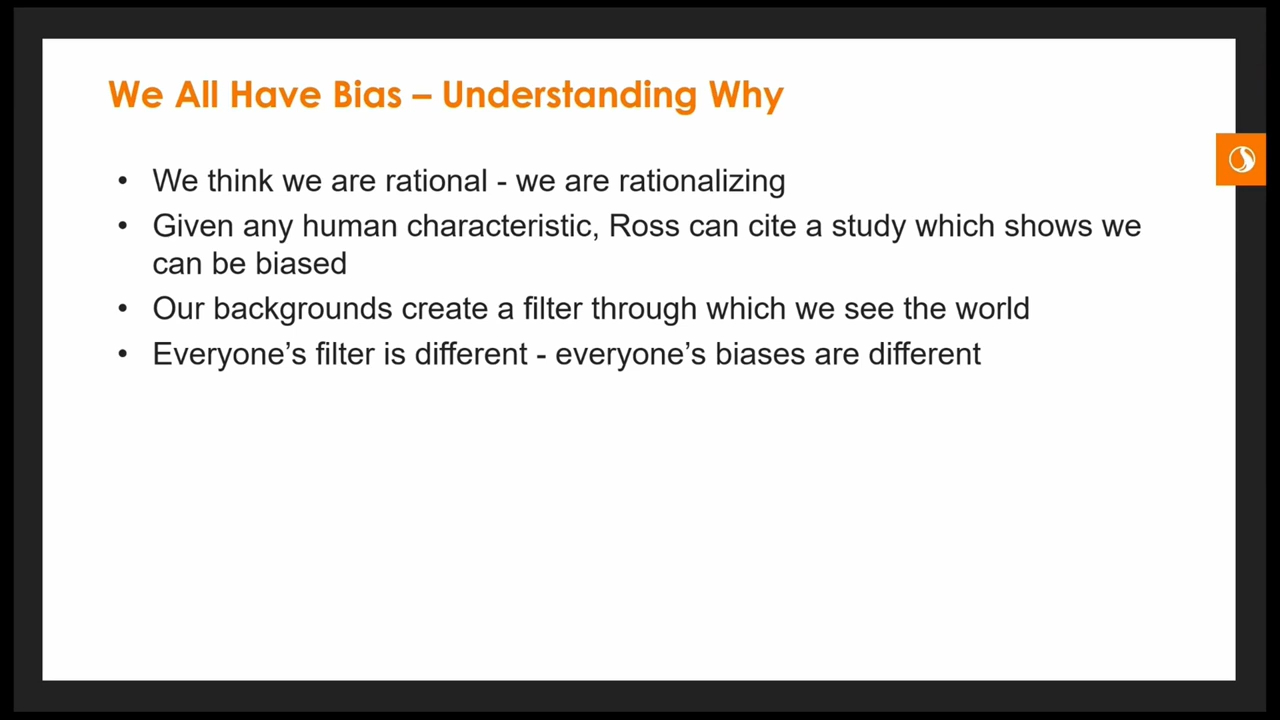 We All Have Bias – Understanding Why
• We think we are rational - we are rationalizing
• Given any human characteristic, Ross can cite a study which shows we
can be biased
• Our backgrounds create a filter through which we see the world
• Everyone’s filter is different - everyone’s biases are different